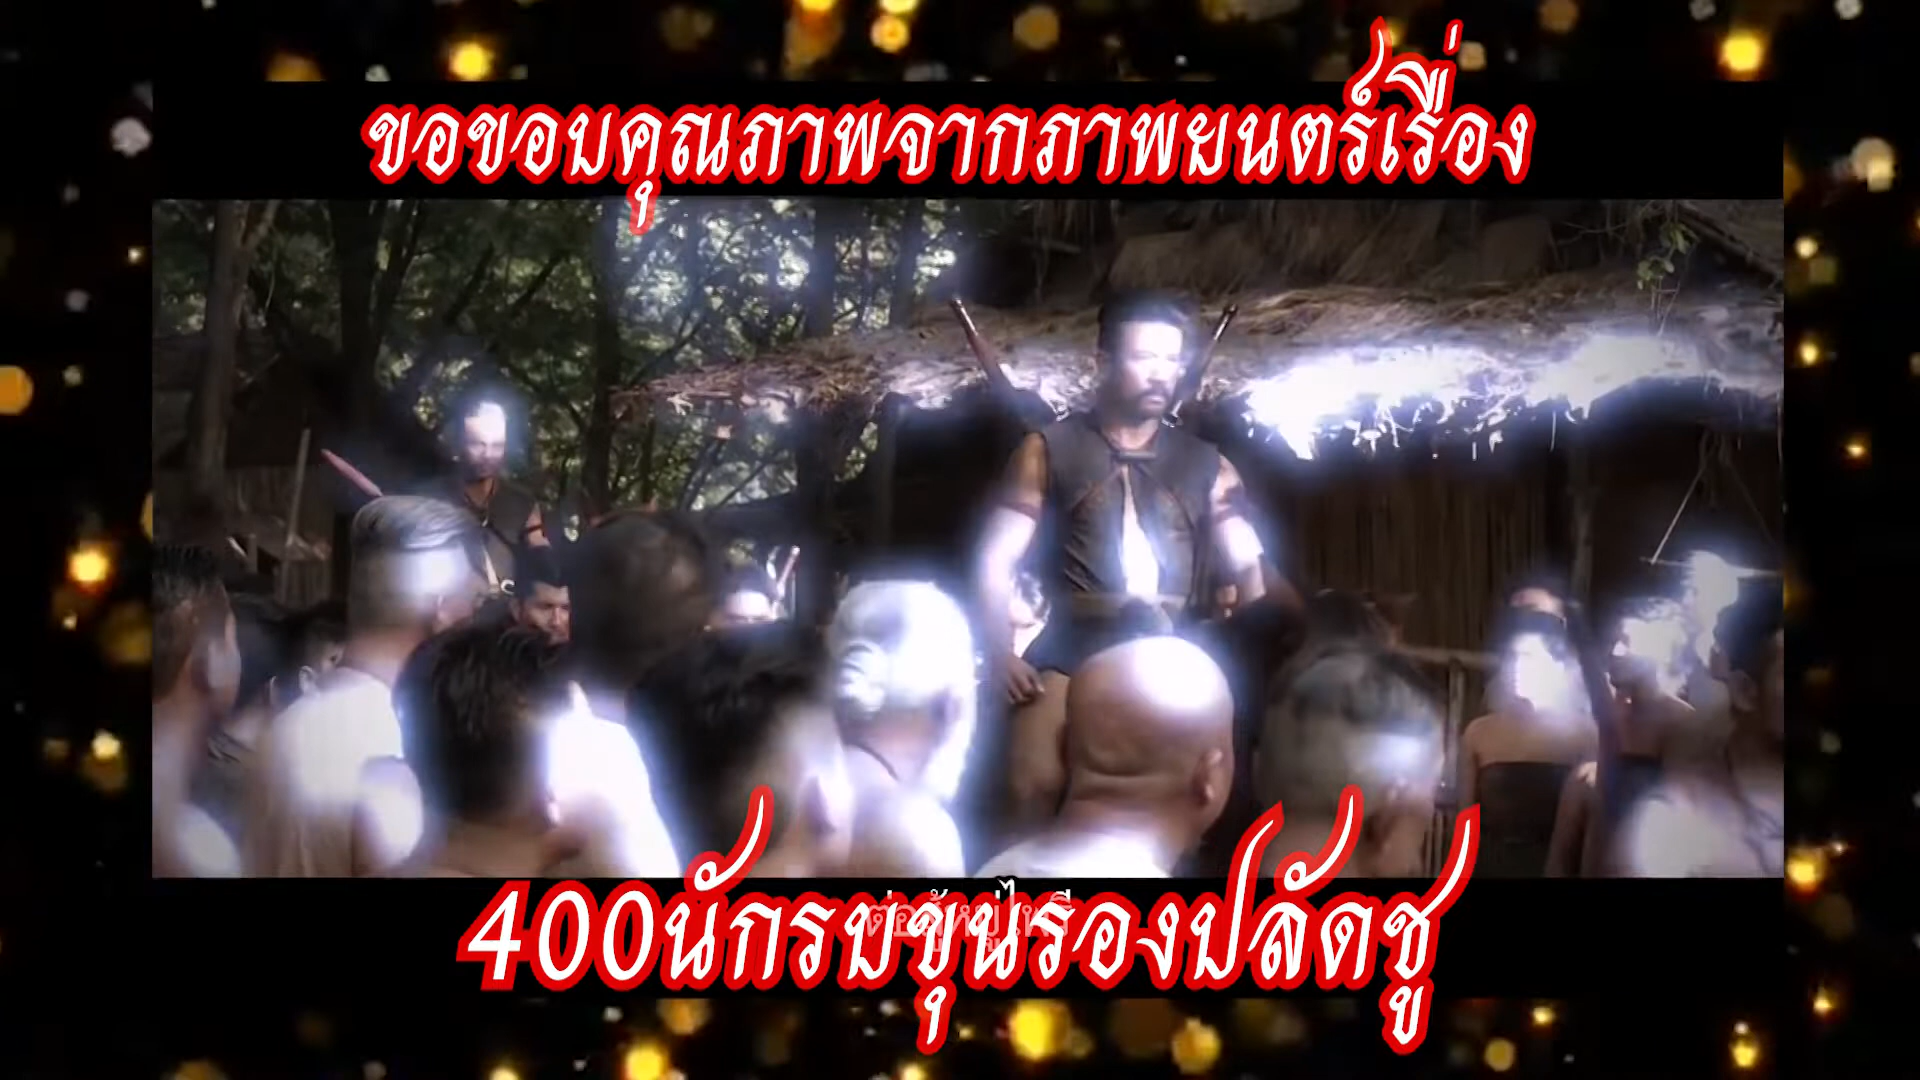 ขอขอบคุณภาพจากภาพยนตร์เรื่อง
400นักรบขุนรองปลัดชู